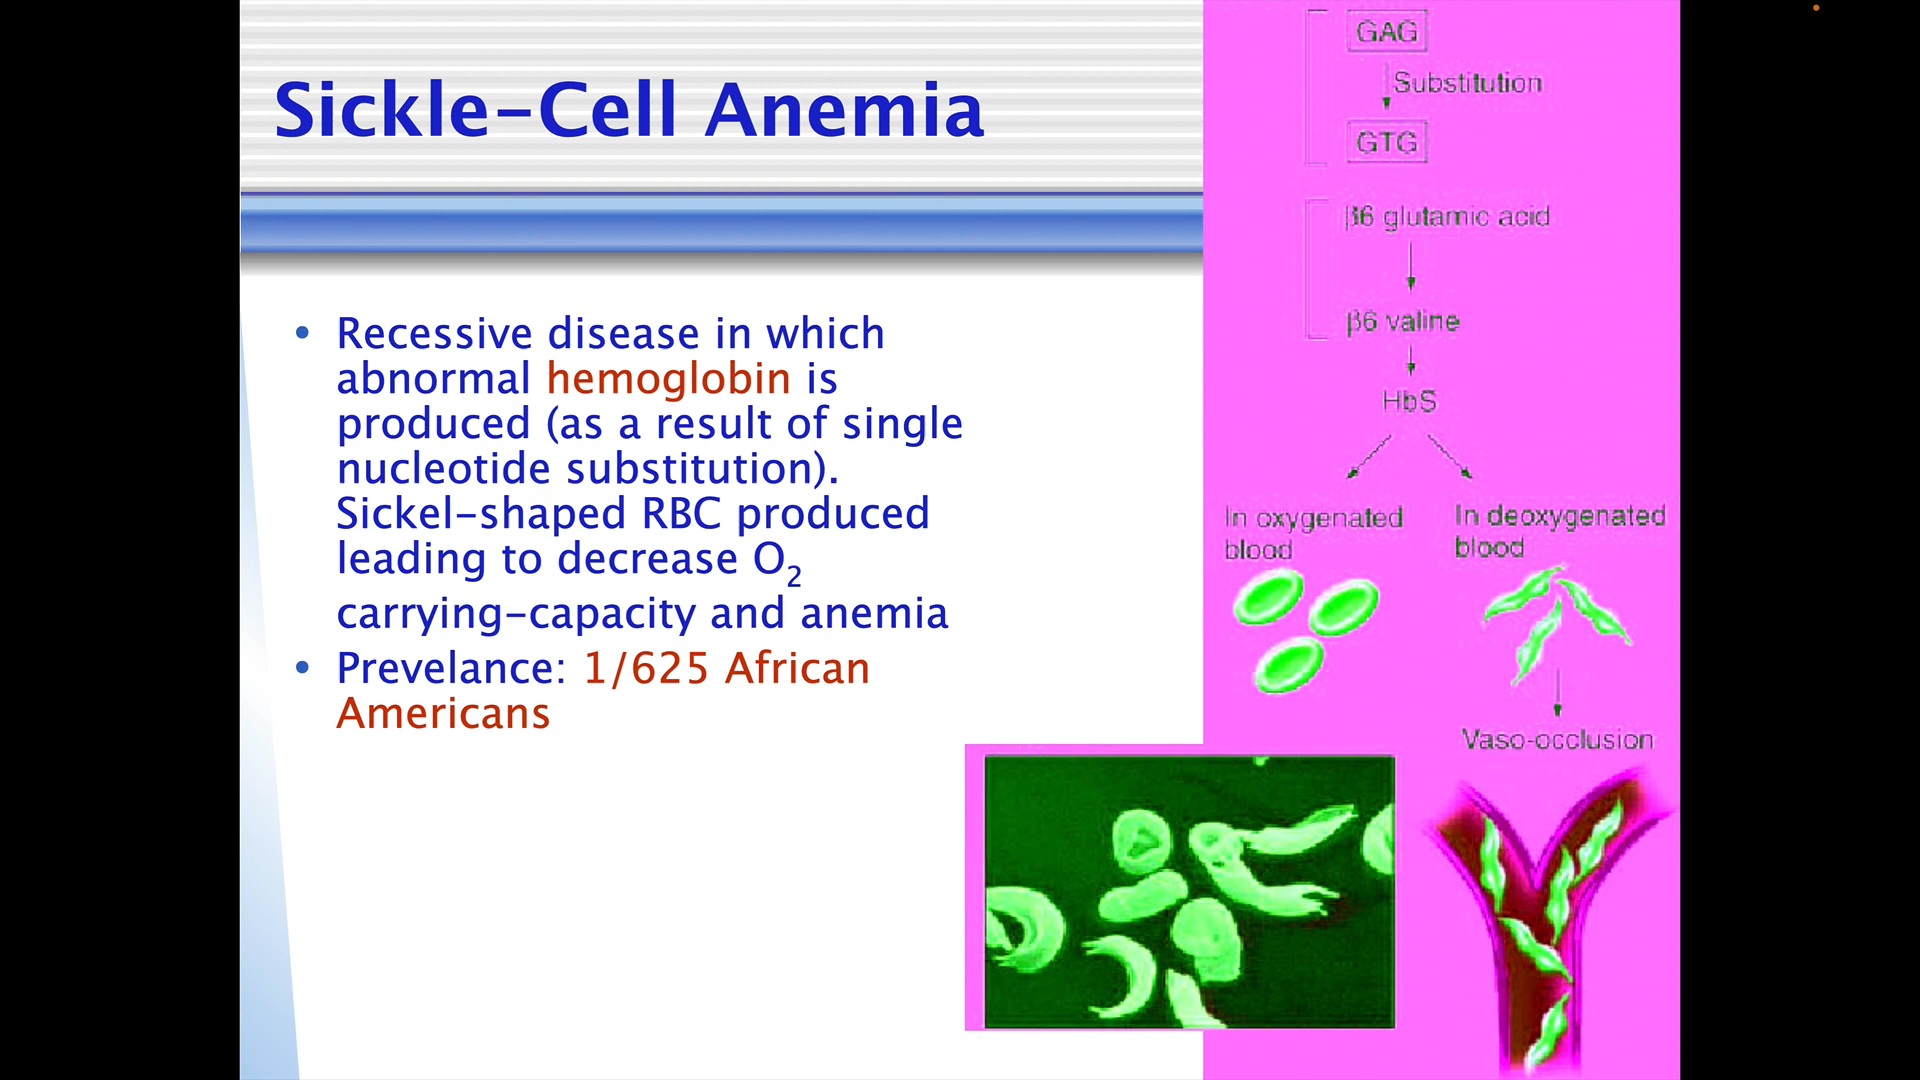 Sickle-Cell Anemia
• Recessive disease in which
abnormal hemoglobin is
produced (as a result of single
nucleotide substitution).
Sickel-shaped RBC produced
leading to decrease O₂
carrying-capacity and anemia
• Prevelance: 1/625 African
Americans
GAG
Substitution
GTG
β6 glutamic acid
β6 valine
HbS
In oxygenated
blood
In deoxygenated
blood
Vaso-occlusion